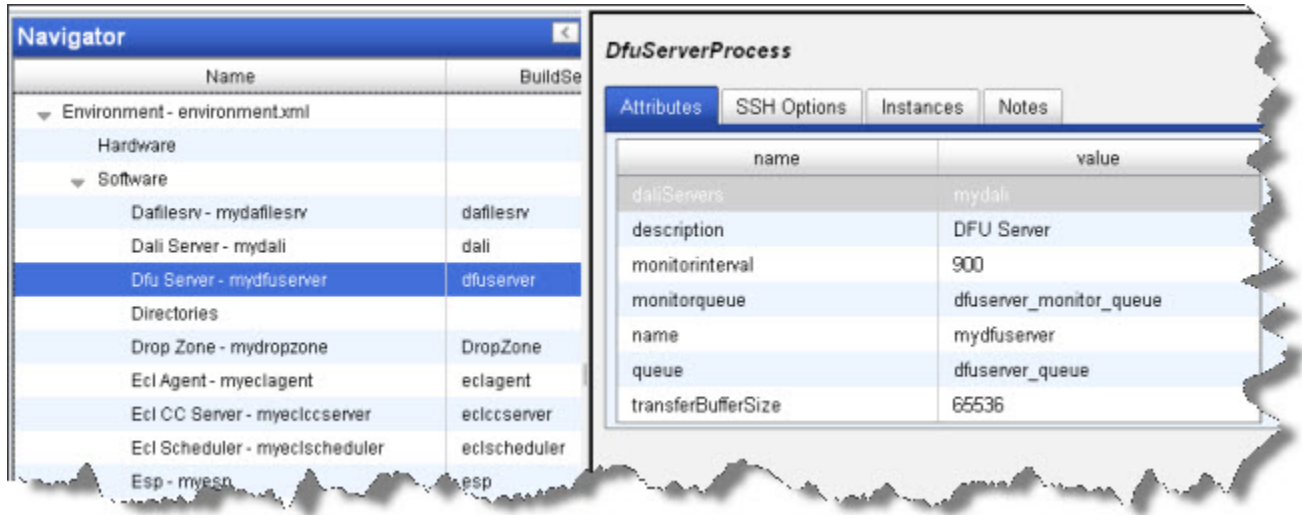 Navigator
Name BuildSe
Environment - environment.xml
Hardware
Software
Dafilesrv - mydafilesrv dafilesrv
Dali Server - mydali dali
Dfu Server - mydfuserver dfuserver
Directories
Drop Zone - mydropzone DropZone
Ecl Agent - myeclagent eclagent
Ecl CC Server - myeclccserver eclccserver
Ecl Scheduler - myeclscheduler eclscheduler
Esp - myesp esp
DfuServerProcess
Attributes SSH Options Instances Notes
name value
daliServers mydali
description DFU Server
monitorinterval 900
monitorqueue dfuserver_monitor_queue
name mydfuserver
queue dfuserver_queue
transferBufferSize 65536